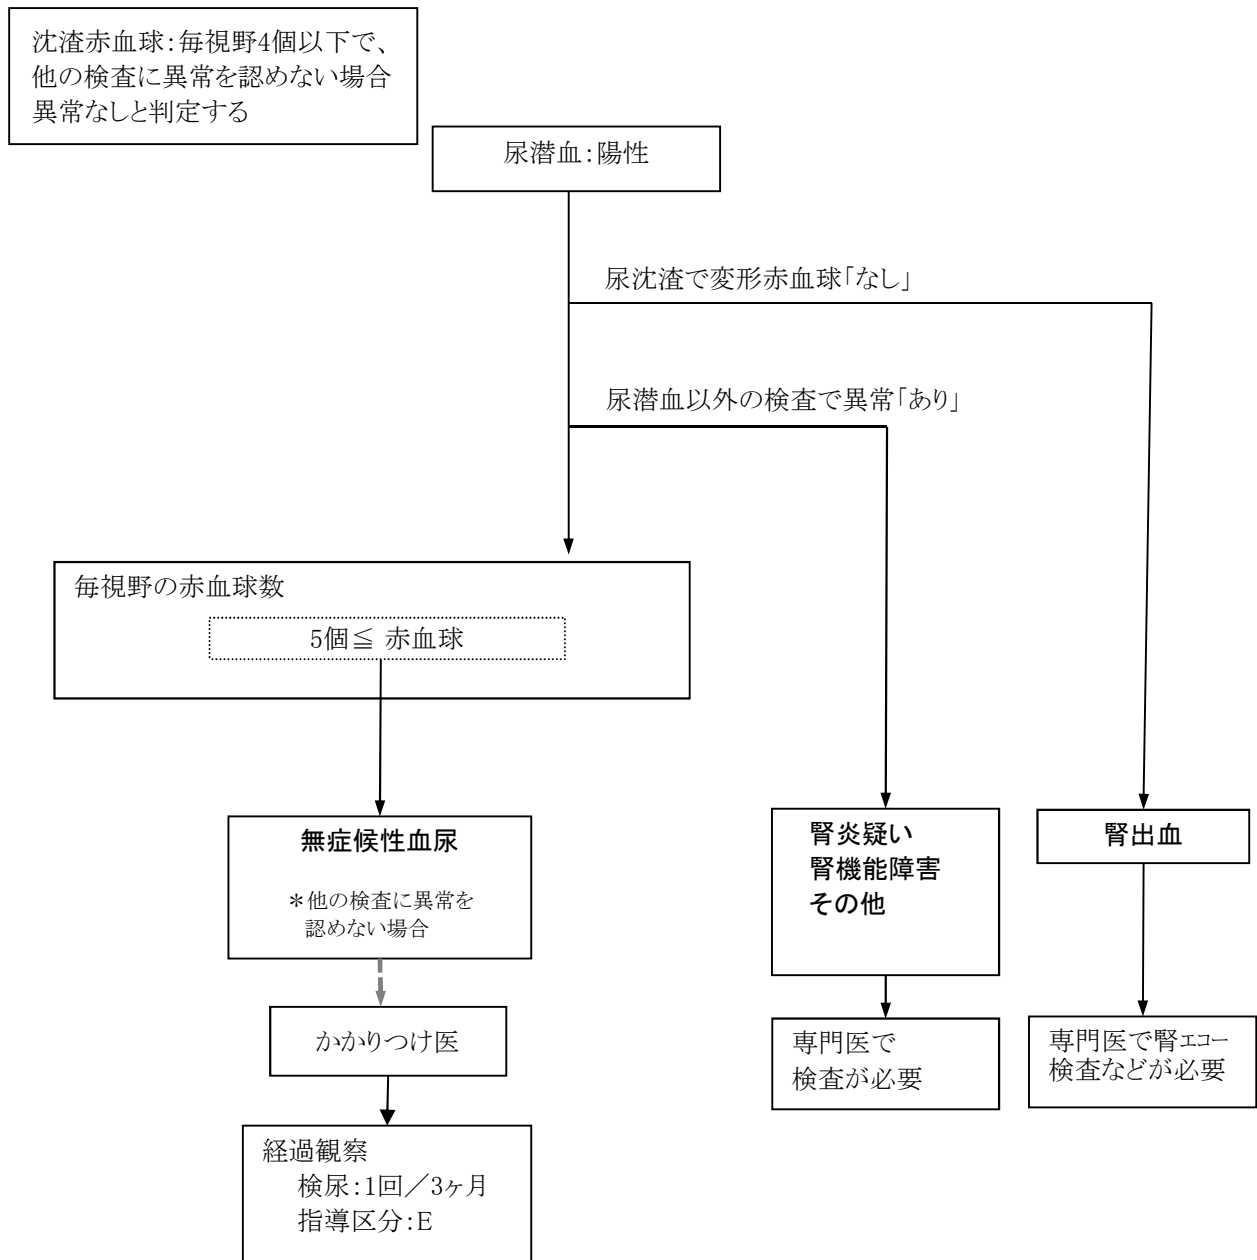 沈渣赤血球:毎視野4個以下で、
他の検査に異常を認めない場合
異常なしと判定する
尿潜血:陽性
尿沈渣で変形赤血球「なし」
尿潜血以外の検査で異常「あり」
毎視野の赤血球数
5個≦ 赤血球
無症候性血尿
＊他の検査に異常を
認めない場合
腎炎疑い
腎機能障害
その他
腎出血
かかりつけ医
専門医で
検査が必要
専門医で腎エコー
検査などが必要
経過観察
検尿:1回／3ヶ月
指導区分:E